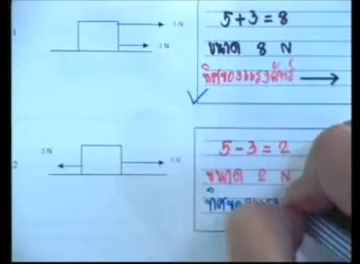 1
5 N
3 N
5 + 3 = 8
ขนาด 8 N
ทิศของแรงลัพธ์
2
3 N
5 N
5 - 3 = 2
ขนาด 2 N